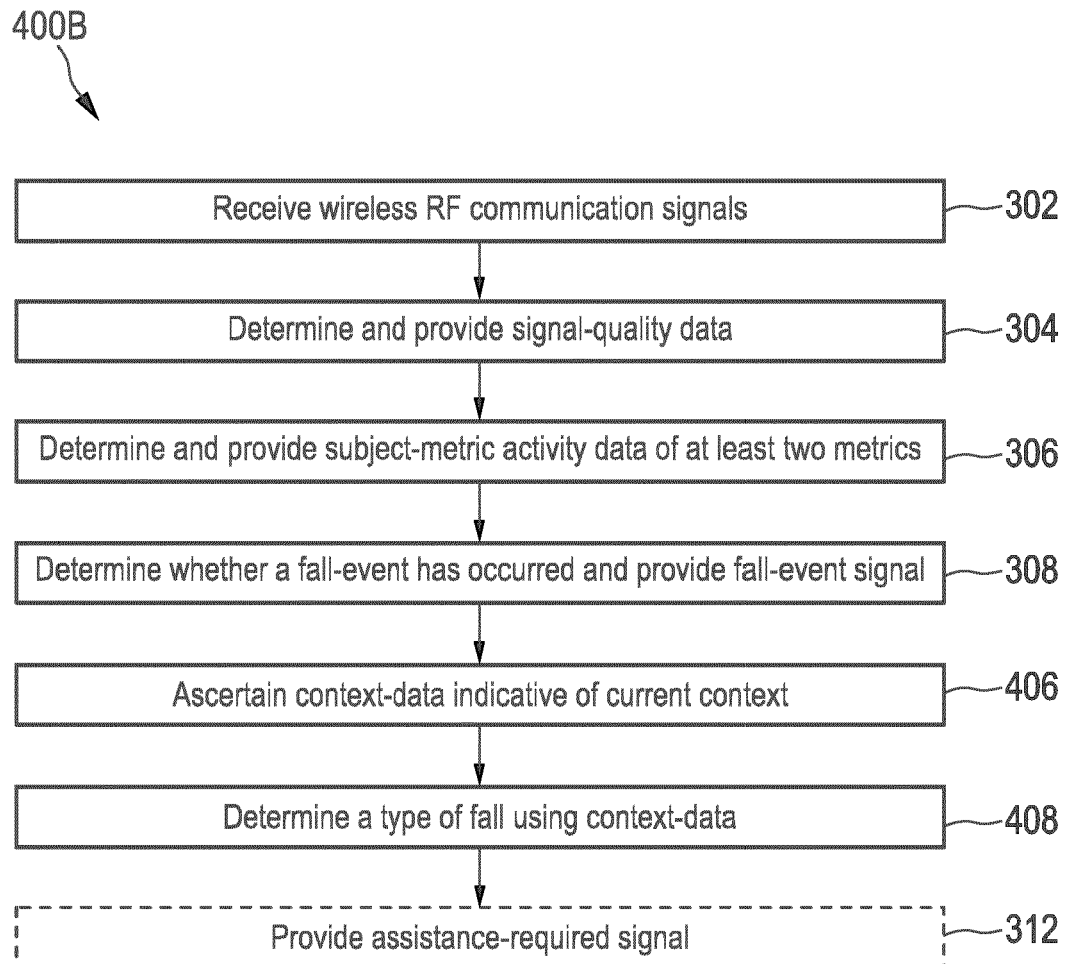 400B
Receive wireless RF communication signals 302
Determine and provide signal-quality data 304
Determine and provide subject-metric activity data of at least two metrics 306
Determine whether a fall-event has occurred and provide fall-event signal 308
Ascertain context-data indicative of current context 406
Determine a type of fall using context-data 408
Provide assistance-required signal 312